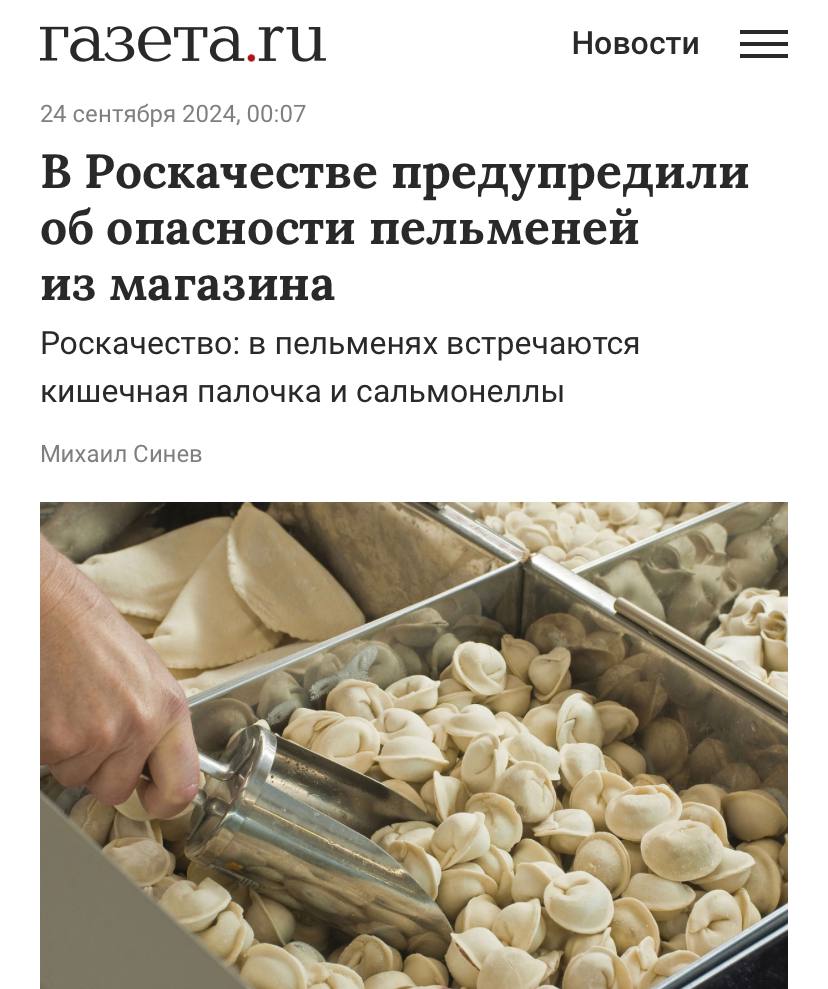 газета.ru
Новости
24 сентября 2024, 00:07
В Роскачестве предупредили
об опасности пельменей
из магазина
Роскачество: в пельменях встречаются
кишечная палочка и сальмонеллы
Михаил Синев